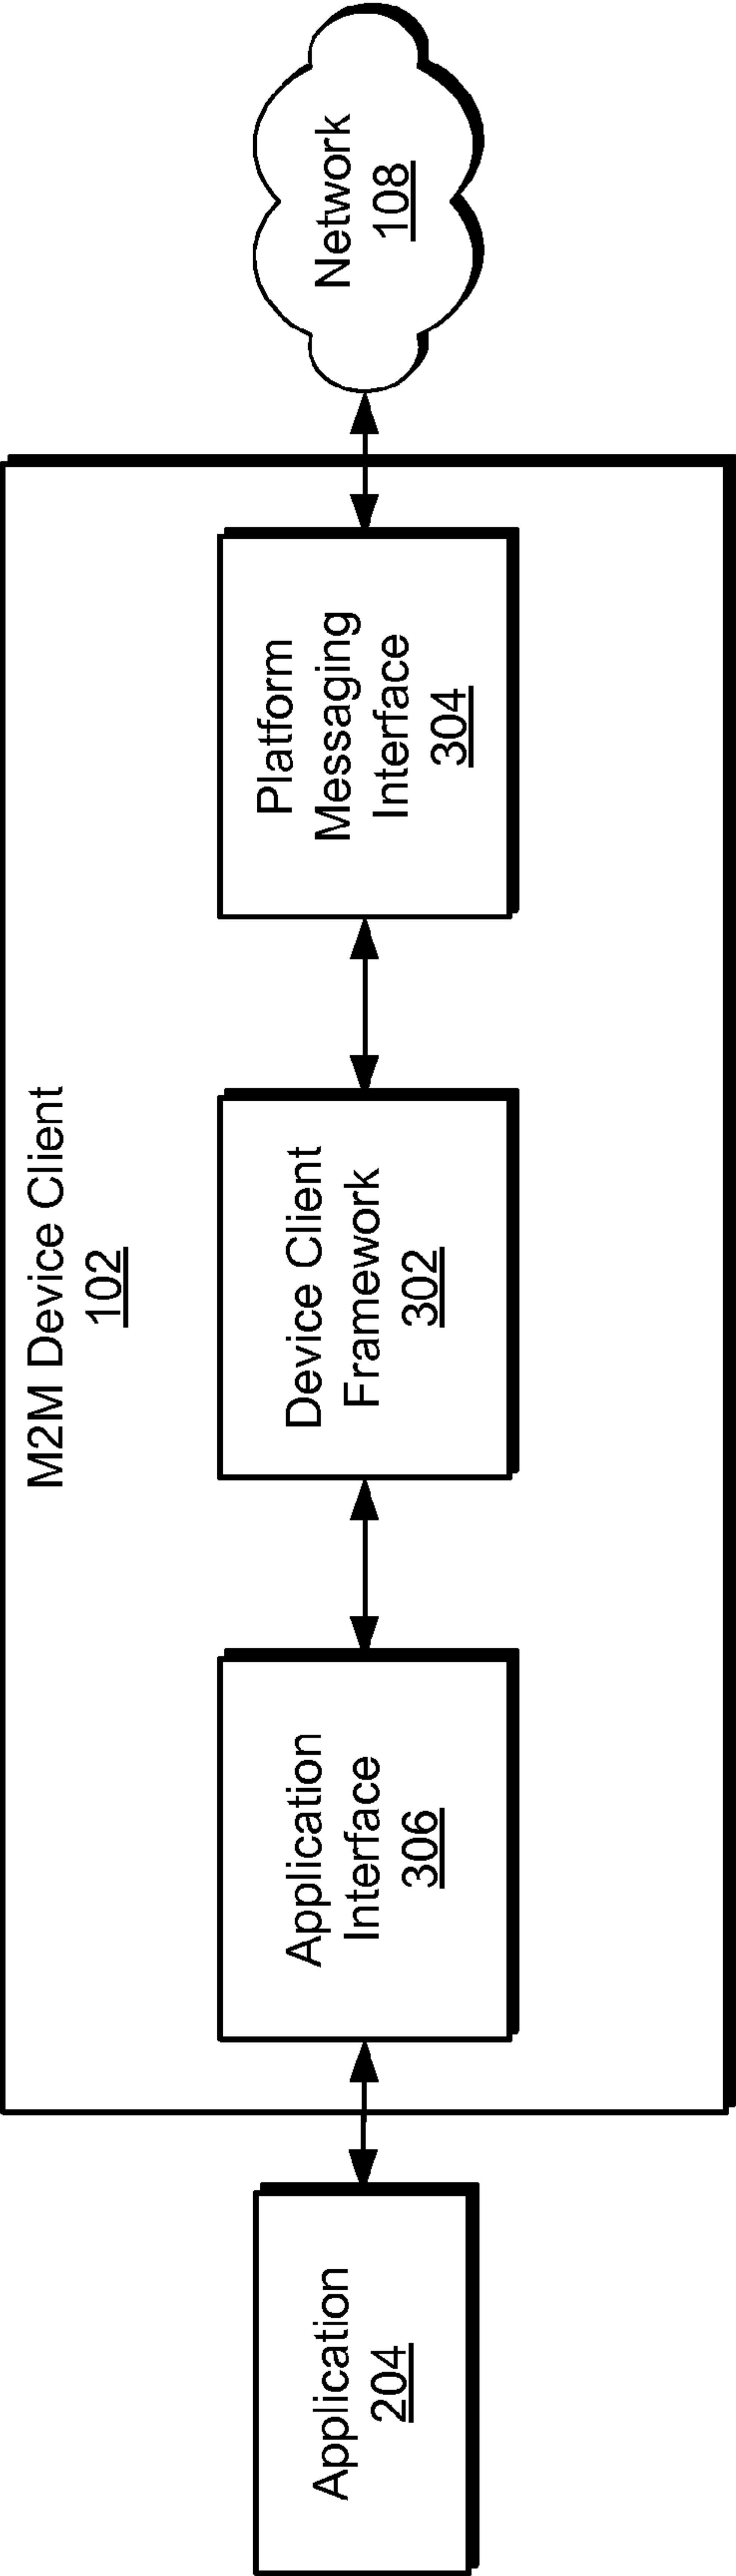 M2M Device Client
102
Application
204
Application
Interface
306
Device Client
Framework
302
Platform
Messaging
Interface
304
Network
108